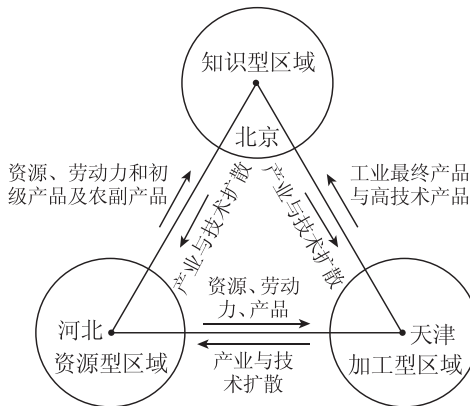 知识型区域
北京
资源、劳动力和初
级产品及农副产品
工业最终产品
与高技术产品
产业与技术扩散
产业与技术扩散
资源、劳动
力、产品
河北
资源型区域
天津
加工型区域
产业与技
术扩散